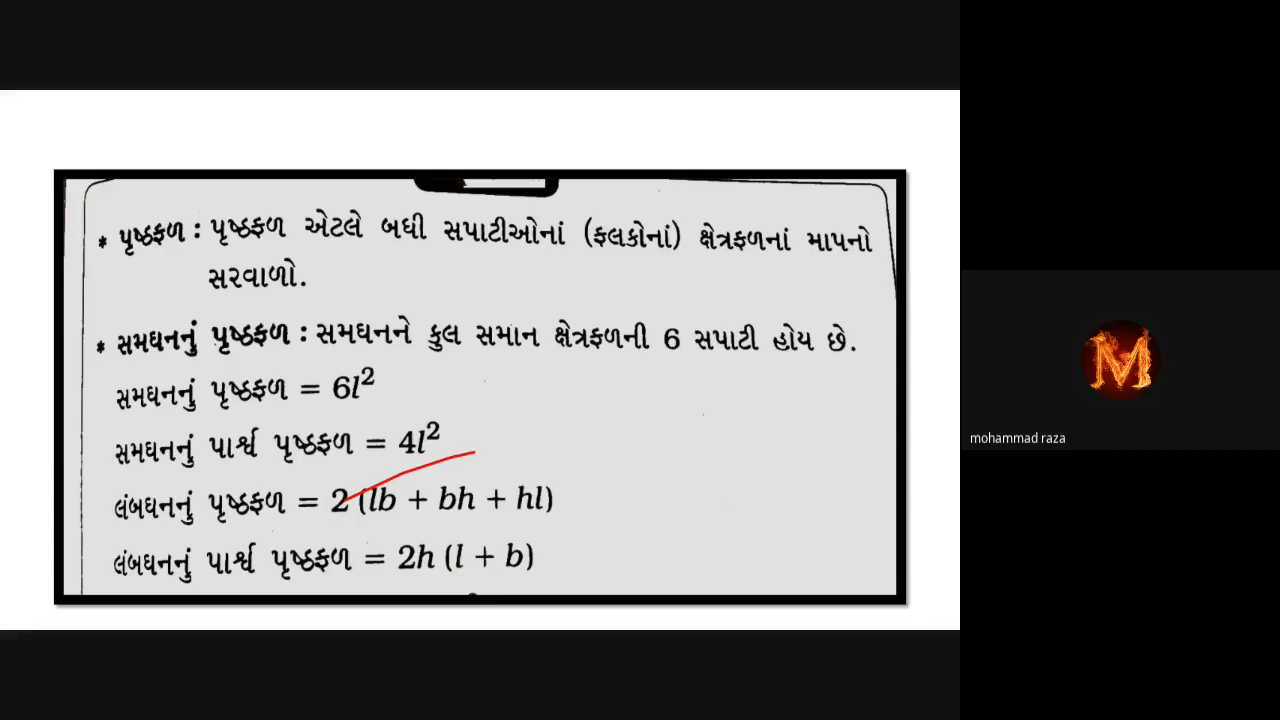 * પૃષ્ઠફળ : પૃષ્ઠફળ એટલે બધી સપાટીઓનાં (ફલકોનાં) ક્ષેત્રફળનાં માપનો
સરવાળો.
* સમઘનનું પૃષ્ઠફળ : સમઘનને કુલ સમાન ક્ષેત્રફળની 6 સપાટી હોય છે.
સમઘનનું પૃષ્ઠફળ = 6l²
સમઘનનું પાર્શ્વ પૃષ્ઠફળ = 4l²
લંબઘનનું પૃષ્ઠફળ = 2 (lb + bh + hl)
લંબઘનનું પાર્શ્વ પૃષ્ઠફળ = 2h (l + b)
M
mohammad raza